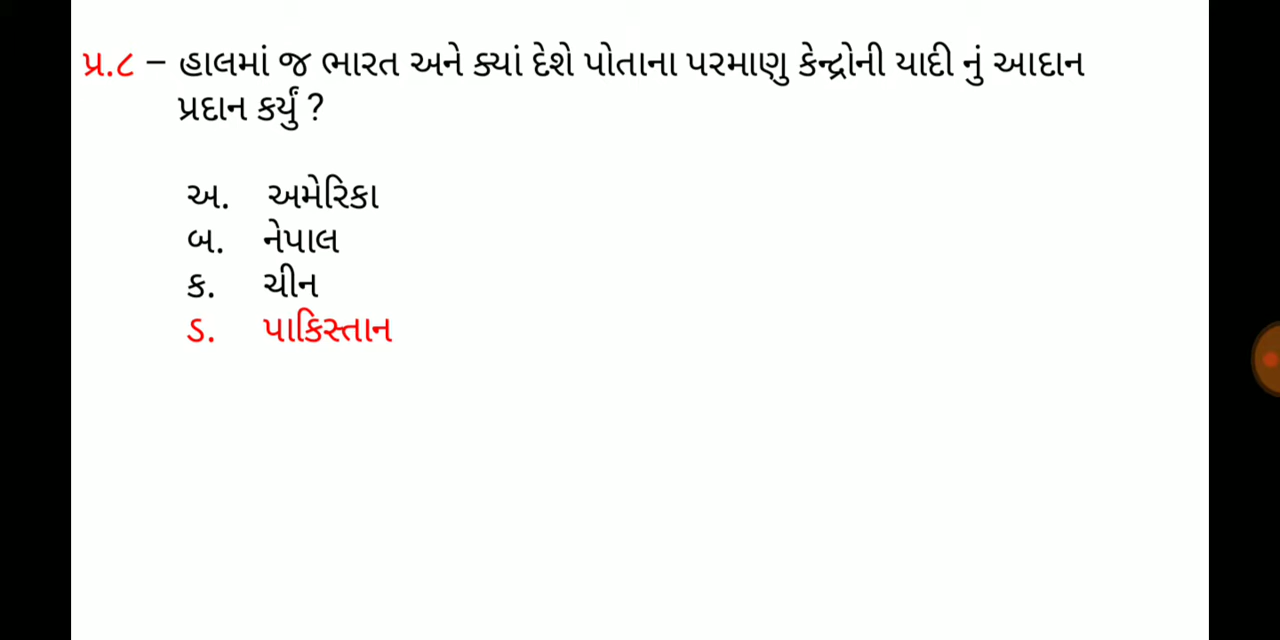 પ્ર.૮ – હાલમાં જ ભારત અને ક્યાં દેશે પોતાના પરમાણુ કેન્દ્રોની યાદી નું આદાન
પ્રદાન કર્યું ?
અ. અમેરિકા
બ. નેપાલ
ક. ચીન
ડ. પાકિસ્તાન